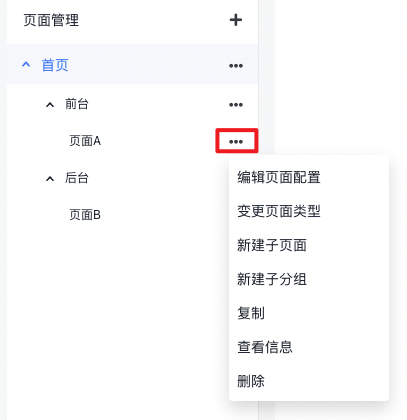 页面管理
首页
前台
页面A
后台
页面B
编辑页面配置
变更页面类型
新建子页面
新建子分组
复制
查看信息
删除